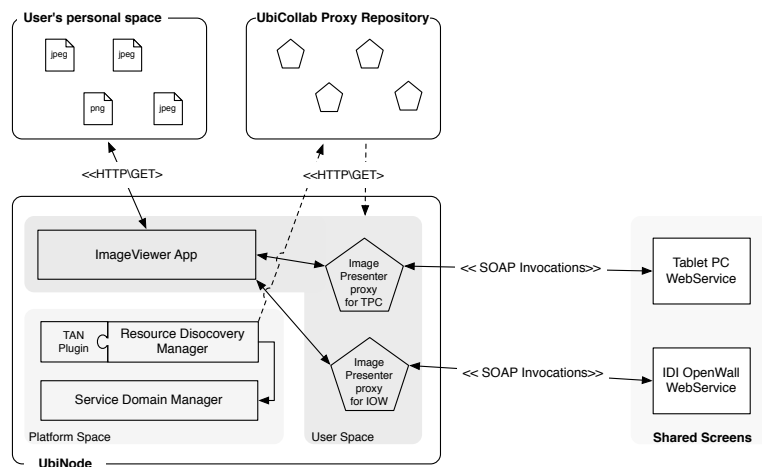 User's personal space
UbiCollab Proxy Repository
jpeg
jpeg
png
jpeg
<<HTTP\GET>
<<HTTP\GET>
ImageViewer App
Image
Presenter
proxy
for TPC
<< SOAP Invocations>>
Tablet PC
WebService
TAN
Plugin
Resource Disocovery
Manager
Image
Presenter
proxy
for IOW
<< SOAP Invocations>>
IDI OpenWall
WebService
Service Domain Manager
Platform Space
User Space
Shared Screens
UbiNode